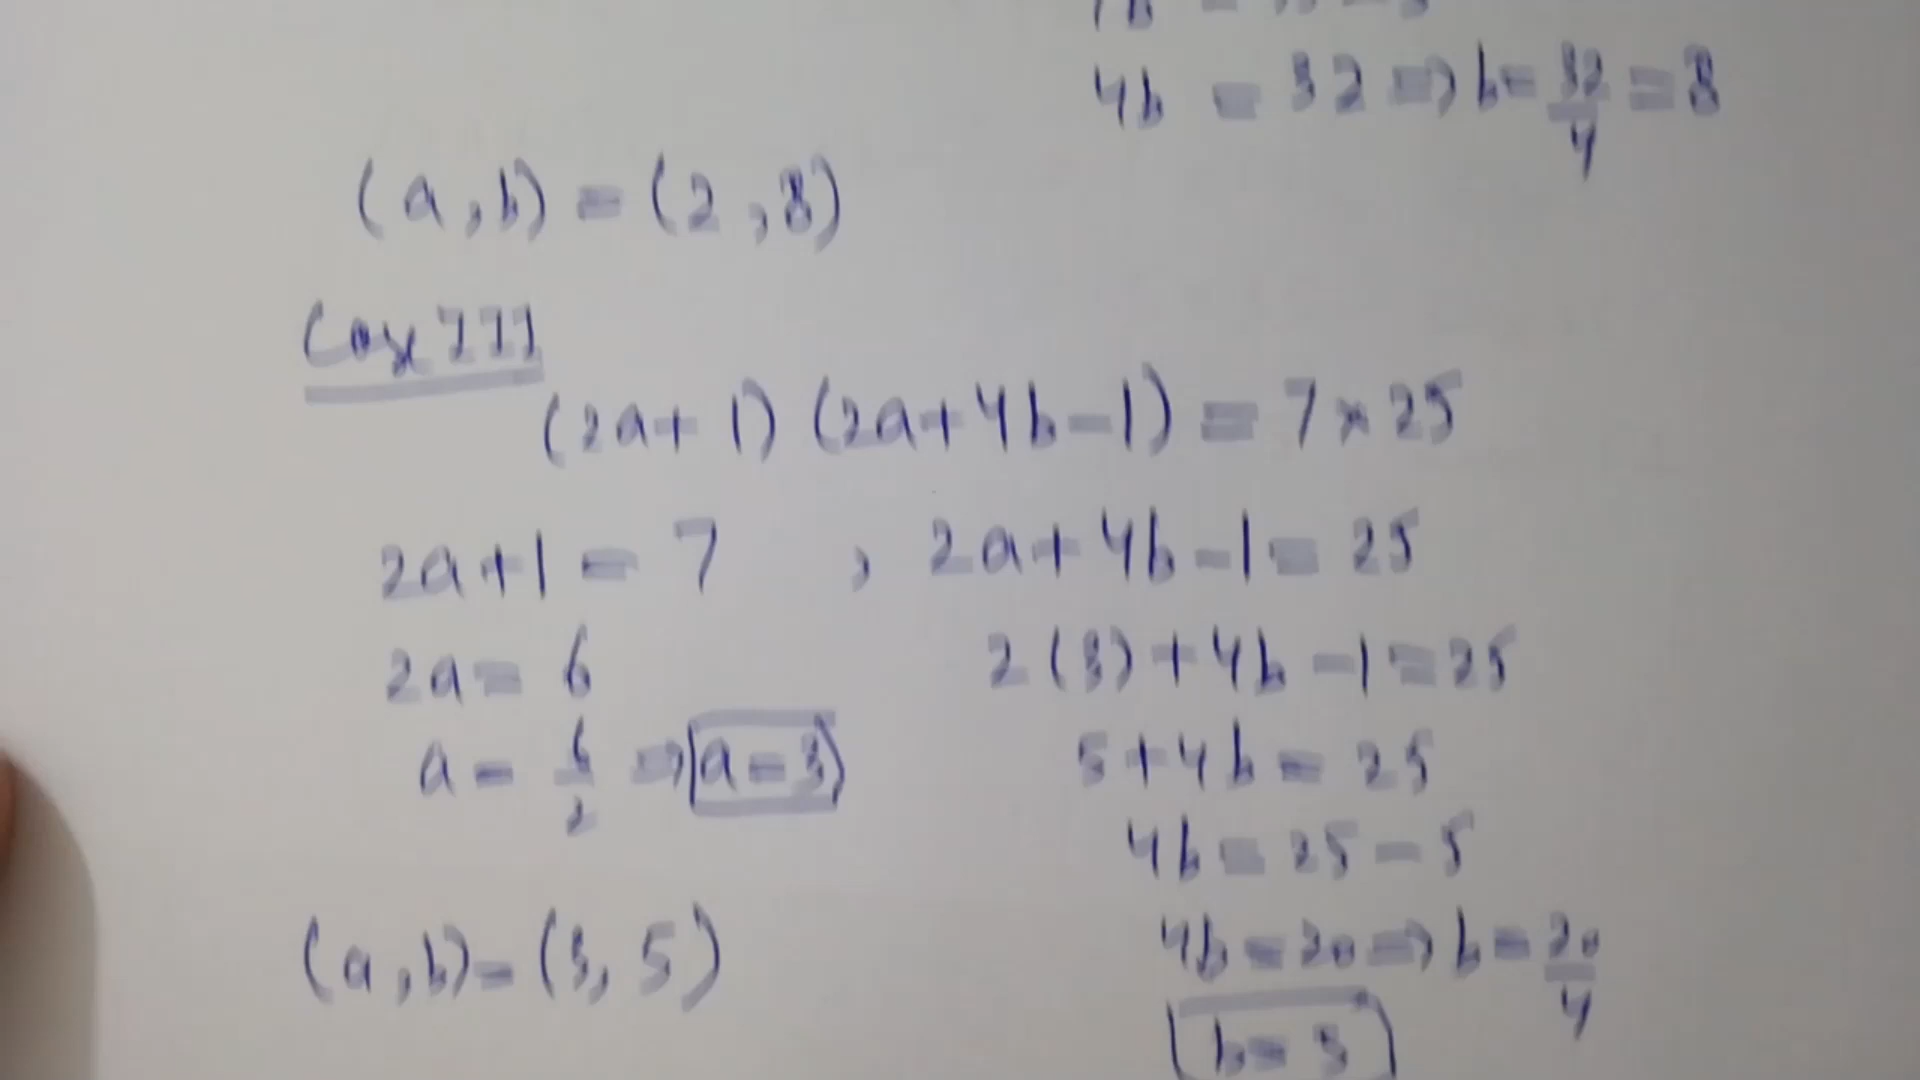 4b = 32 ⇒ b = 32/4 = 8
(a, b) = (2, 8)
Case III
(2a + 1) (2a + 4b - 1) = 7 × 25
2a + 1 = 7 , 2a + 4b - 1 = 25
2a = 6
2(3) + 4b - 1 = 25
a = 6/2 ⇒ a = 3
5 + 4b = 25
4b = 25 - 5
(a, b) = (3, 5)
4b = 20 ⇒ b = 20/4
b = 5